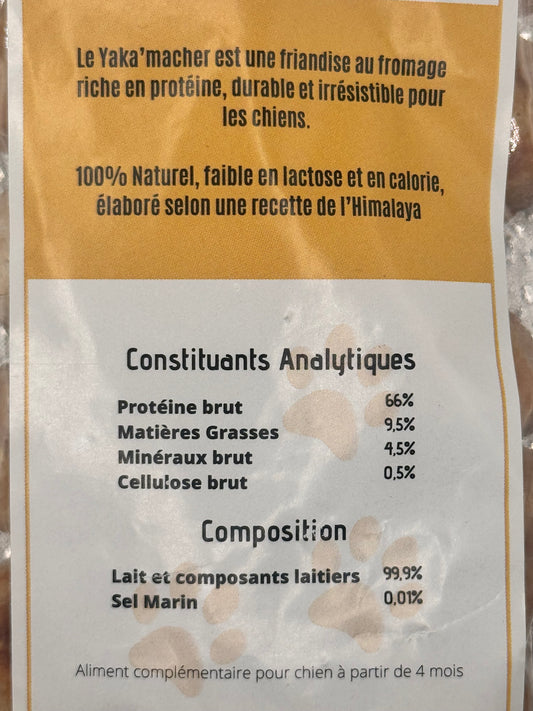 Le Yaka'macher est une friandise au fromage
riche en protéine, durable et irrésistible pour
les chiens.
100% Naturel, faible en lactose et en calorie,
élaboré selon une recette de l'Himalaya
Constituants Analytiques
Protéine brut 66%
Matières Grasses 9,5%
Minéraux brut 4,5%
Cellulose brut 0,5%
Composition
Lait et composants laitiers 99,9%
Sel Marin 0,01%
Aliment complémentaire pour chien à partir de 4 mois